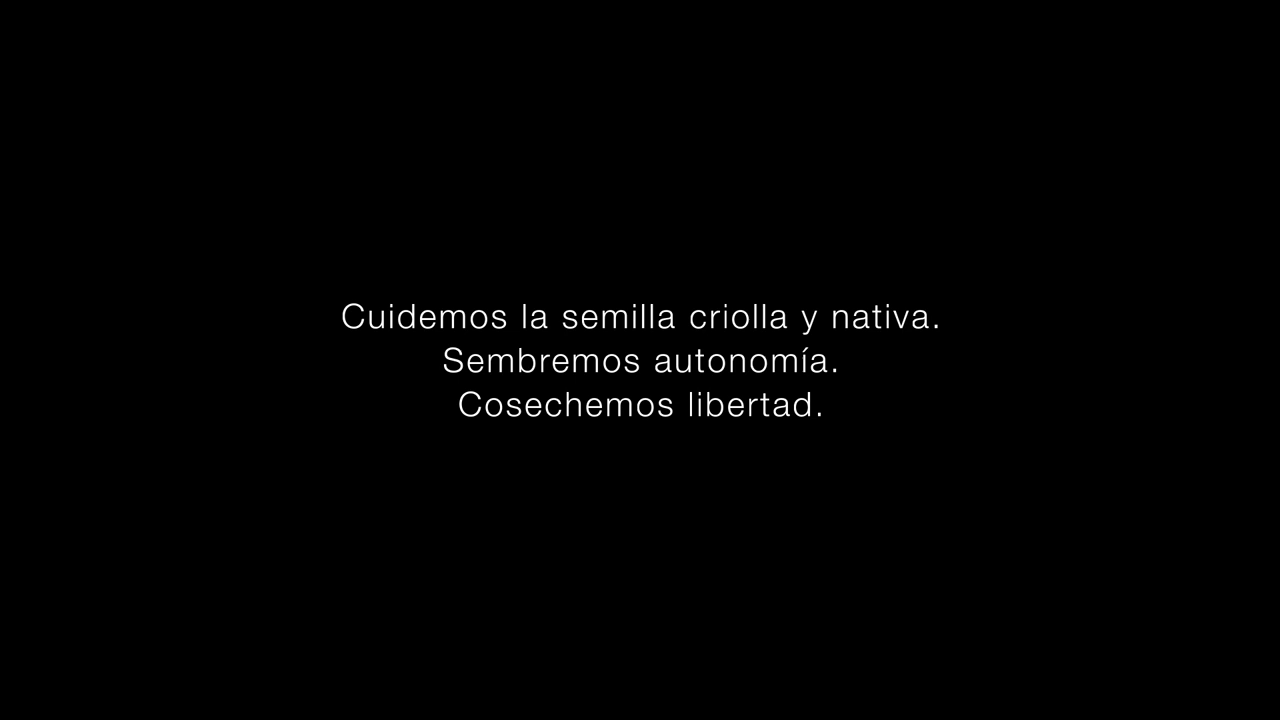 Cuidemos la semilla criolla y nativa.
Sembremos autonomía.
Cosechemos libertad.